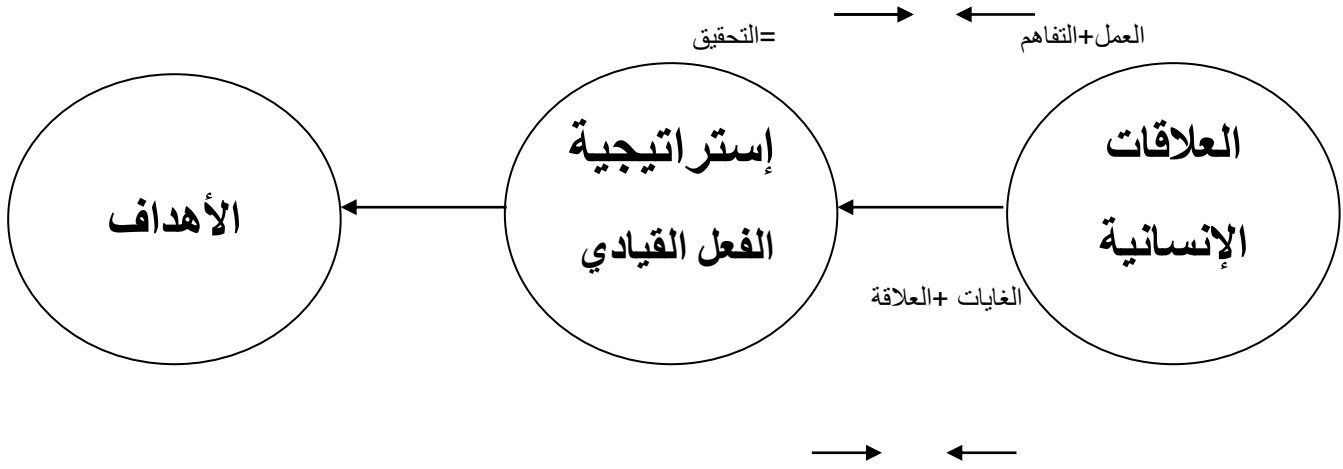 العمل+التفاهم
=التحقيق
العلاقات
الإنسانية
إستراتيجية
الفعل القيادي
الأهداف
الغايات +العلاقة